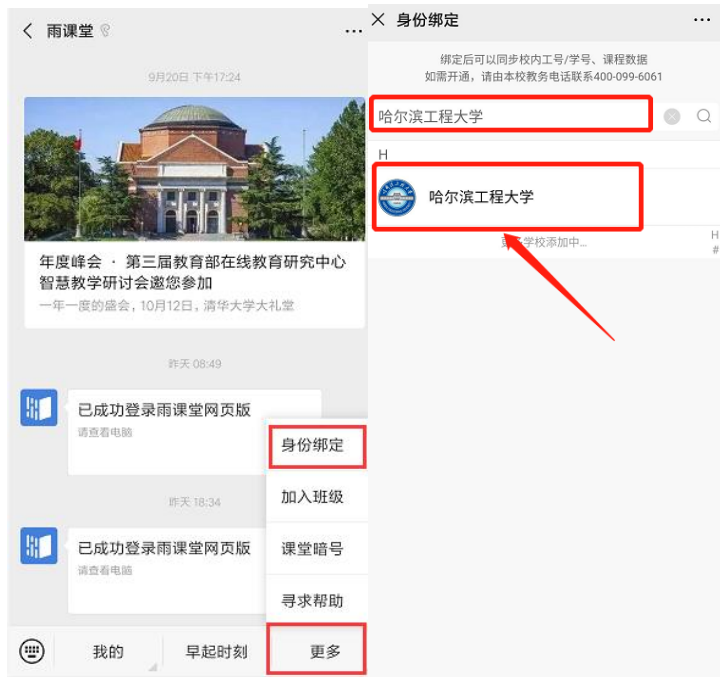 雨课堂
9月20日 下午17:24
年度峰会 · 第三届教育部在线教育研究中心
智慧教学研讨会邀您参加
一年一度的盛会，10月12日，清华大学大礼堂
昨天 08:49
已成功登录雨课堂网页版
请查看电脑
昨天 18:34
已成功登录雨课堂网页版
请查看电脑
身份绑定
加入班级
课堂暗号
寻求帮助
我的
早起时刻
更多
身份绑定
绑定后可以同步校内工号/学号、课程数据
如需开通，请由本校教务电话联系400-099-6061
哈尔滨工程大学
H
哈尔滨工程大学
学校添加中...
H
#